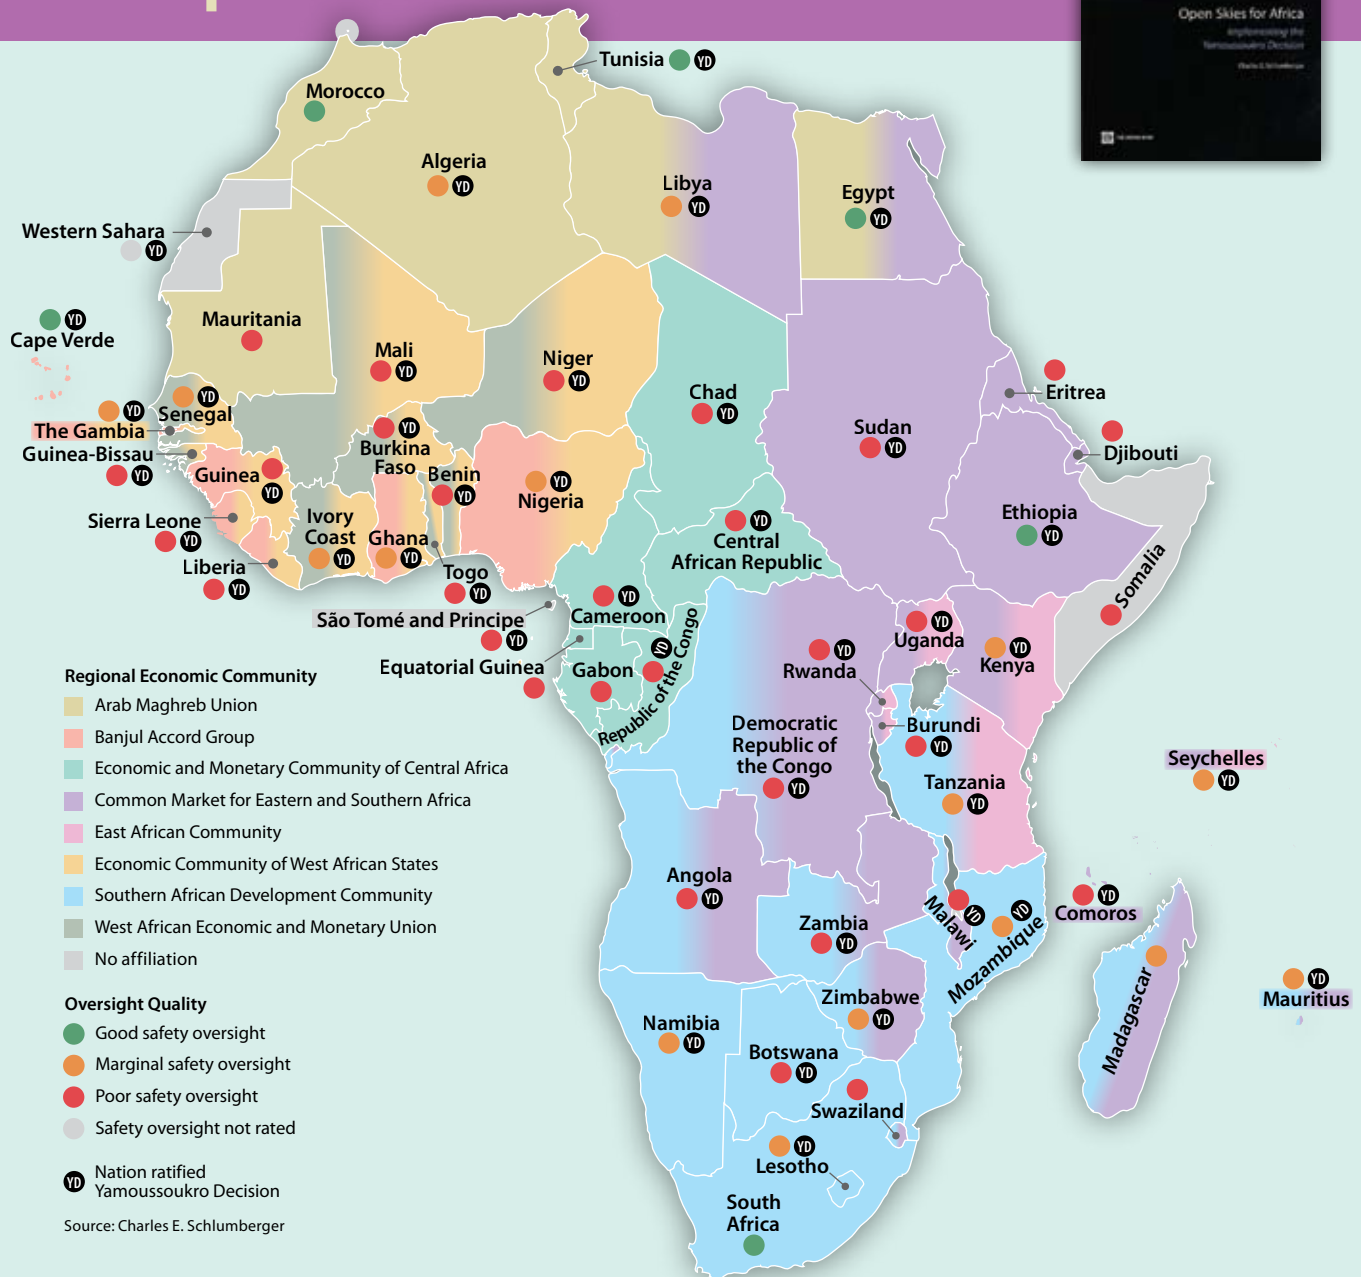 Open Skies for Africa
Implementing the
Yamoussoukro Decision
Charles E. Schlumberger
Tunisia YD
Morocco
Algeria
YD
Libya
YD
Egypt
YD
Western Sahara
YD
YD
Cape Verde
Mauritania
Mali
YD
Niger
YD
Chad
YD
Eritrea
Sudan
YD
Djibouti
YD
Senegal
YD
The Gambia
Guinea-Bissau
YD
Guinea
YD
YD
Burkina
Faso
Benin
YD
YD
Nigeria
Sierra Leone
YD
Ivory
Coast
YD
Ghana
YD
Liberia
YD
Togo
YD
YD
Central
African Republic
Ethiopia
YD
Somalia
São Tomé and Principe
YD
YD
Cameroon
Equatorial Guinea
Gabon
YD
Republic of the Congo
YD
Uganda
YD
Kenya
YD
Rwanda
Democratic
Republic of
the Congo
YD
Burundi
YD
Tanzania
YD
Seychelles
YD
Angola
YD
Zambia
YD
Malawi
YD
YD
Mozambique
YD
Comoros
Madagascar
YD
Mauritius
Zimbabwe
YD
Namibia
YD
Botswana
YD
Swaziland
YD
Lesotho
South
Africa
Regional Economic Community
Arab Maghreb Union
Banjul Accord Group
Economic and Monetary Community of Central Africa
Common Market for Eastern and Southern Africa
East African Community
Economic Community of West African States
Southern African Development Community
West African Economic and Monetary Union
No affiliation
Oversight Quality
Good safety oversight
Marginal safety oversight
Poor safety oversight
Safety oversight not rated
YD
Nation ratified
Yamoussoukro Decision
Source: Charles E. Schlumberger